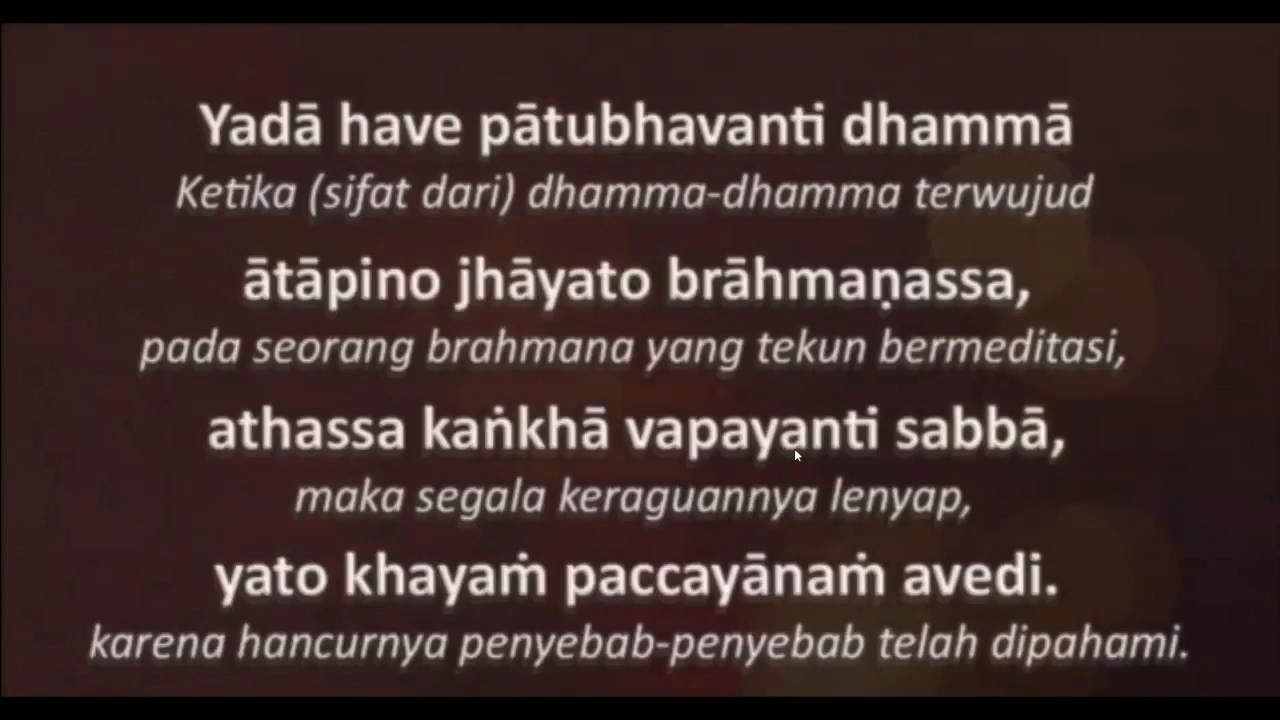 Yadā have pātubhavanti dhammā
Ketika (sifat dari) dhamma-dhamma terwujud
ātāpino jhāyato brāhmaṇassa,
pada seorang brahmana yang tekun bermeditasi,
athassa kaṅkhā vapayanti sabbā,
maka segala keraguannya lenyap,
yato khayaṁ paccayānaṁ avedi.
karena hancurnya penyebab-penyebab telah dipahami.